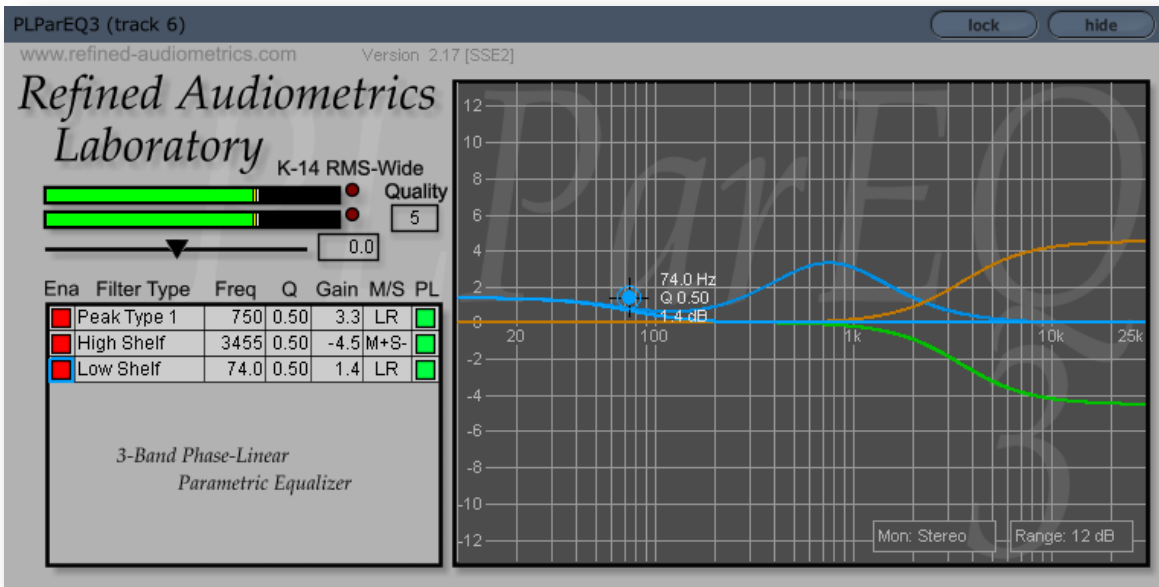 PLParEQ3 (track 6)
lock
hide
www.refined-audiometrics.com
Version 2.17 [SSE2]
Refined Audiometrics
Laboratory
K-14 RMS-Wide
Quality
5
0.0
Ena Filter Type Freq Q Gain M/S PL
Peak Type 1 750 0.50 3.3 LR
High Shelf 3455 0.50 -4.5 M+S-
Low Shelf 74.0 0.50 1.4 LR
3-Band Phase-Linear
Parametric Equalizer
PLParEQ
3
12
10
8
6
4
2
0
-2
-4
-6
-8
-10
-12
74.0 Hz
Q 0.50
1.4 dB
20 100 1k 10k 25k
Mon: Stereo
Range: 12 dB